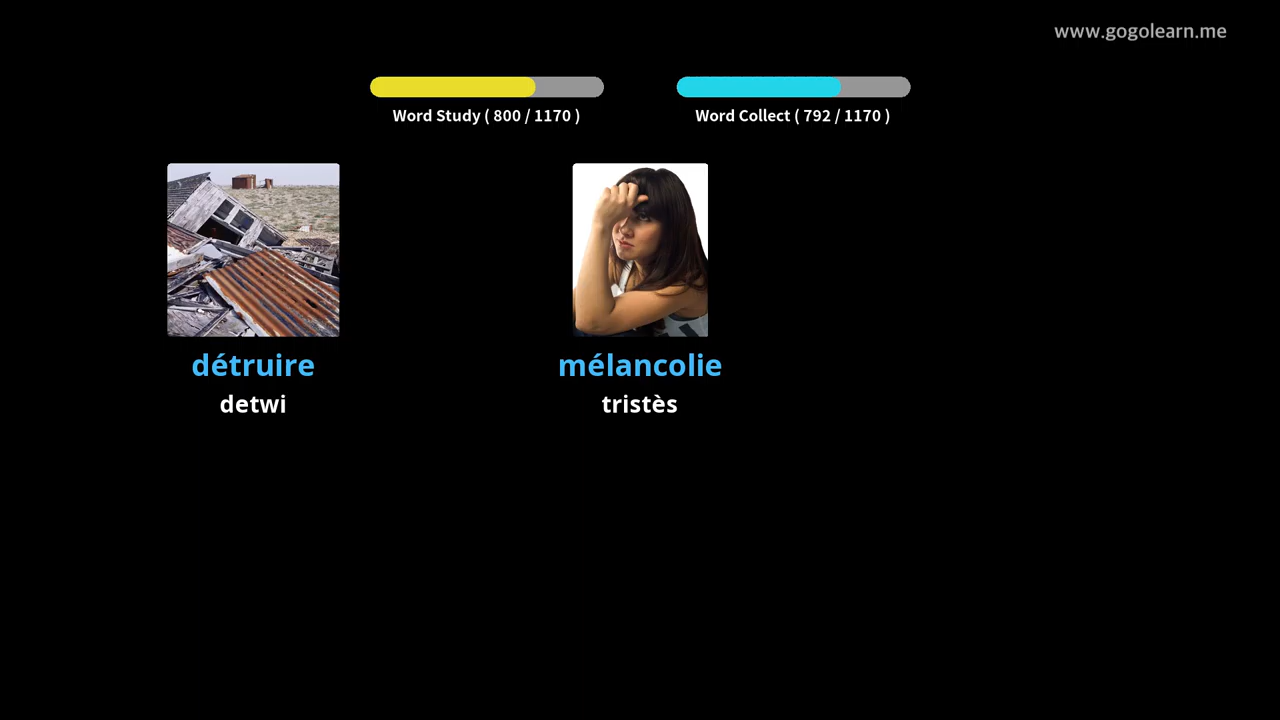 www.gogolearn.me
Word Study ( 800 / 1170 )
Word Collect ( 792 / 1170 )
détruire
detwi
mélancolie
tristès